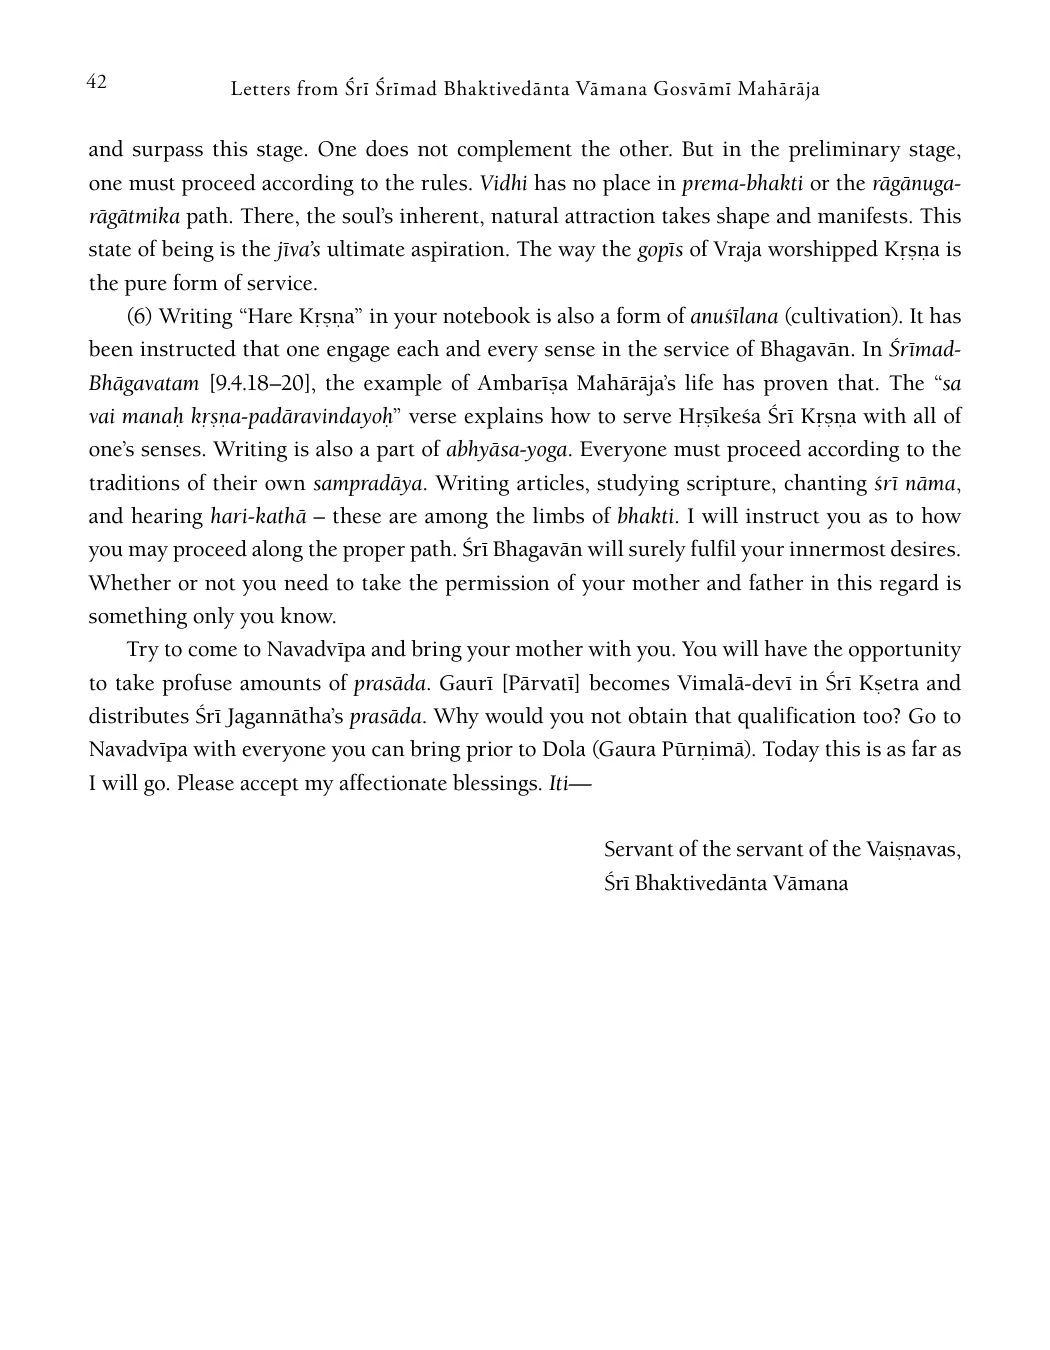 42
Letters from Śrī Śrīmad Bhaktivedānta Vāmana Gosvāmī Mahārāja
and surpass this stage. One does not complement the other. But in the preliminary stage,
one must proceed according to the rules. Vidhi has no place in prema-bhakti or the rāgānuga-
rāgātmika path. There, the soul’s inherent, natural attraction takes shape and manifests. This
state of being is the jīva’s ultimate aspiration. The way the gopīs of Vraja worshipped Kṛṣṇa is
the pure form of service.
(6) Writing “Hare Kṛṣṇa” in your notebook is also a form of anuśīlana (cultivation). It has
been instructed that one engage each and every sense in the service of Bhagavān. In Śrīmad-
Bhāgavatam [9.4.18–20], the example of Ambarīṣa Mahārāja’s life has proven that. The “sa
vai manaḥ kṛṣṇa-padāravindayoḥ” verse explains how to serve Hṛṣīkeśa Śrī Kṛṣṇa with all of
one’s senses. Writing is also a part of abhyāsa-yoga. Everyone must proceed according to the
traditions of their own sampradāya. Writing articles, studying scripture, chanting śrī nāma,
and hearing hari-kathā – these are among the limbs of bhakti. I will instruct you as to how
you may proceed along the proper path. Śrī Bhagavān will surely fulfil your innermost desires.
Whether or not you need to take the permission of your mother and father in this regard is
something only you know.
Try to come to Navadvīpa and bring your mother with you. You will have the opportunity
to take profuse amounts of prasāda. Gaurī [Pārvatī] becomes Vimalā-devī in Śrī Kṣetra and
distributes Śrī Jagannātha’s prasāda. Why would you not obtain that qualification too? Go to
Navadvīpa with everyone you can bring prior to Dola (Gaura Pūrṇimā). Today this is as far as
I will go. Please accept my affectionate blessings. Iti—
Servant of the servant of the Vaiṣṇavas,
Śrī Bhaktivedānta Vāmana